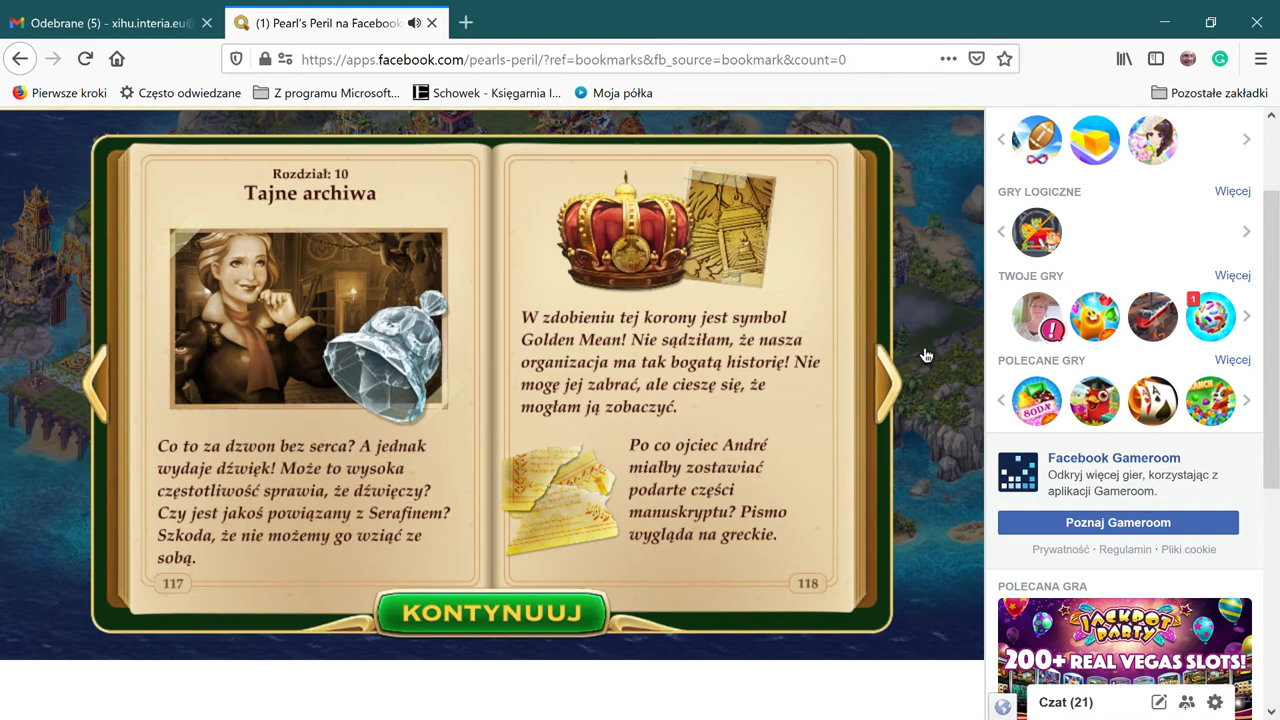 Odebrane (5) - xihu.interia.eu@
(1) Pearl's Peril na Facebook
https://apps.facebook.com/pearls-peril/?ref=bookmarks&fb_source=bookmark&count=0
Pierwsze kroki
Często odwiedzane
Z programu Microsoft...
Schowek - Księgarnia I...
Moja półka
Pozostałe zakładki
Rozdział: 10
Tajne archiwa
Co to za dzwon bez serca? A jednak
wydaje dźwięk! Może to wysoka
częstotliwość sprawia, że dźwięczy?
Czy jest jakoś powiązany z Serafinem?
Szkoda, że nie możemy go wziąć ze
sobą.
117
W zdobieniu tej korony jest symbol
Golden Mean! Nie sądziłam, że nasza
organizacja ma tak bogatą historię! Nie
mogę jej zabrać, ale cieszę się, że
mogłam ją zobaczyć.
Po co ojciec André
miałby zostawiać
podarte części
manuskryptu? Pismo
wygląda na greckie.
118
KONTYNUUJ
GRY LOGICZNE
Więcej
TWOJE GRY
Więcej
1
POLECANE GRY
Więcej
SODA
Facebook Gameroom
Odkryj więcej gier, korzystając z
aplikacji Gameroom.
Poznaj Gameroom
Prywatność · Regulamin · Pliki cookie
POLECANA GRA
JACKPOT
PARTY
200+ REAL VEGAS SLOTS!
Czat (21)